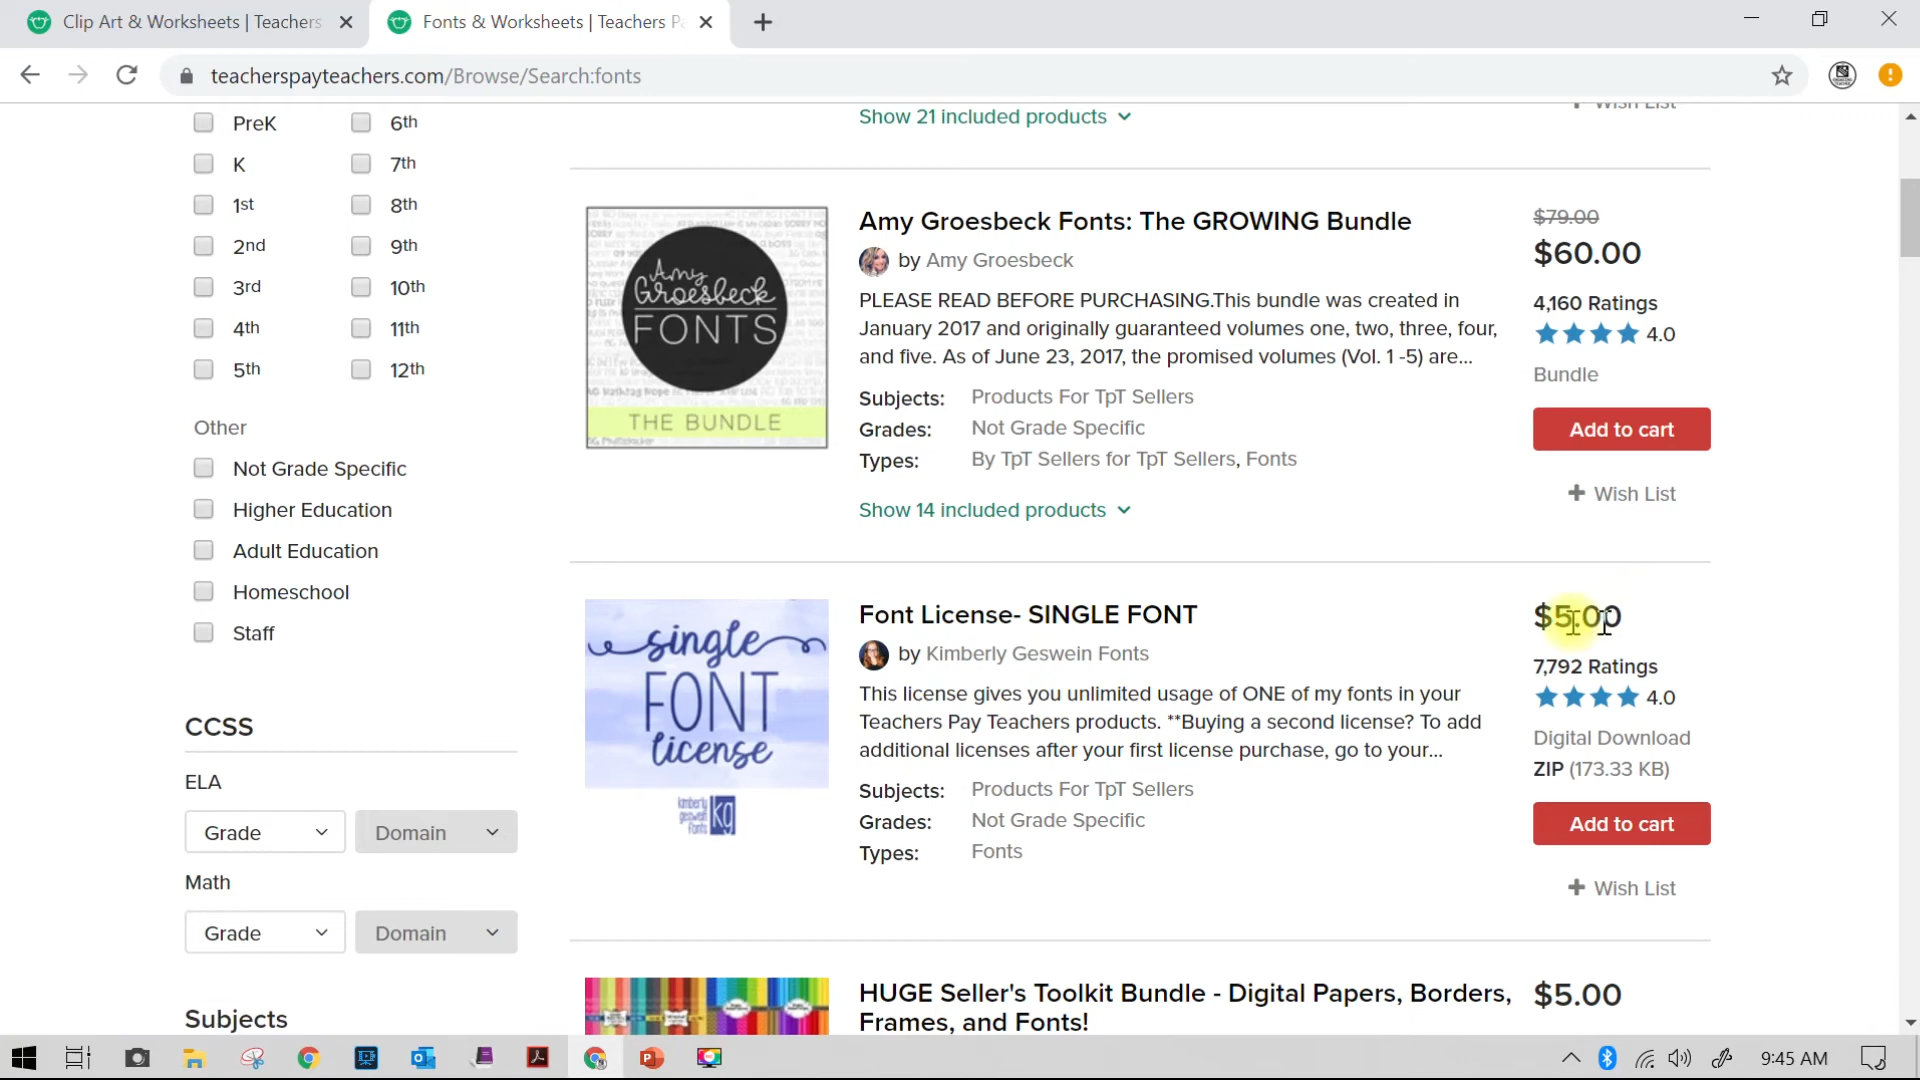 Clip Art & Worksheets | Teachers
Fonts & Worksheets | Teachers Pa
teacherspayteachers.com/Browse/Search:fonts
PreK
6th
K
7th
1st
8th
2nd
9th
3rd
10th
4th
11th
5th
12th
Other
Not Grade Specific
Higher Education
Adult Education
Homeschool
Staff
CCSS
ELA
Grade
Domain
Math
Grade
Domain
Subjects
Show 21 included products
+ Wish List
Amy Groesbeck
FONTS
THE BUNDLE
Amy Groesbeck Fonts: The GROWING Bundle
by Amy Groesbeck
PLEASE READ BEFORE PURCHASING.This bundle was created in
January 2017 and originally guaranteed volumes one, two, three, four,
and five. As of June 23, 2017, the promised volumes (Vol. 1 -5) are...
Subjects: Products For TpT Sellers
Grades: Not Grade Specific
Types: By TpT Sellers for TpT Sellers, Fonts
Show 14 included products
$79.00
$60.00
4,160 Ratings
4.0
Bundle
Add to cart
+ Wish List
single
FONT
license
kimberly
geswein
fonts
kg
Font License- SINGLE FONT
by Kimberly Geswein Fonts
This license gives you unlimited usage of ONE of my fonts in your
Teachers Pay Teachers products. **Buying a second license? To add
additional licenses after your first license purchase, go to your...
Subjects: Products For TpT Sellers
Grades: Not Grade Specific
Types: Fonts
$5.00
7,792 Ratings
4.0
Digital Download
ZIP (173.33 KB)
Add to cart
+ Wish List
HUGE Seller's Toolkit Bundle - Digital Papers, Borders,
Frames, and Fonts!
$5.00
9:45 AM